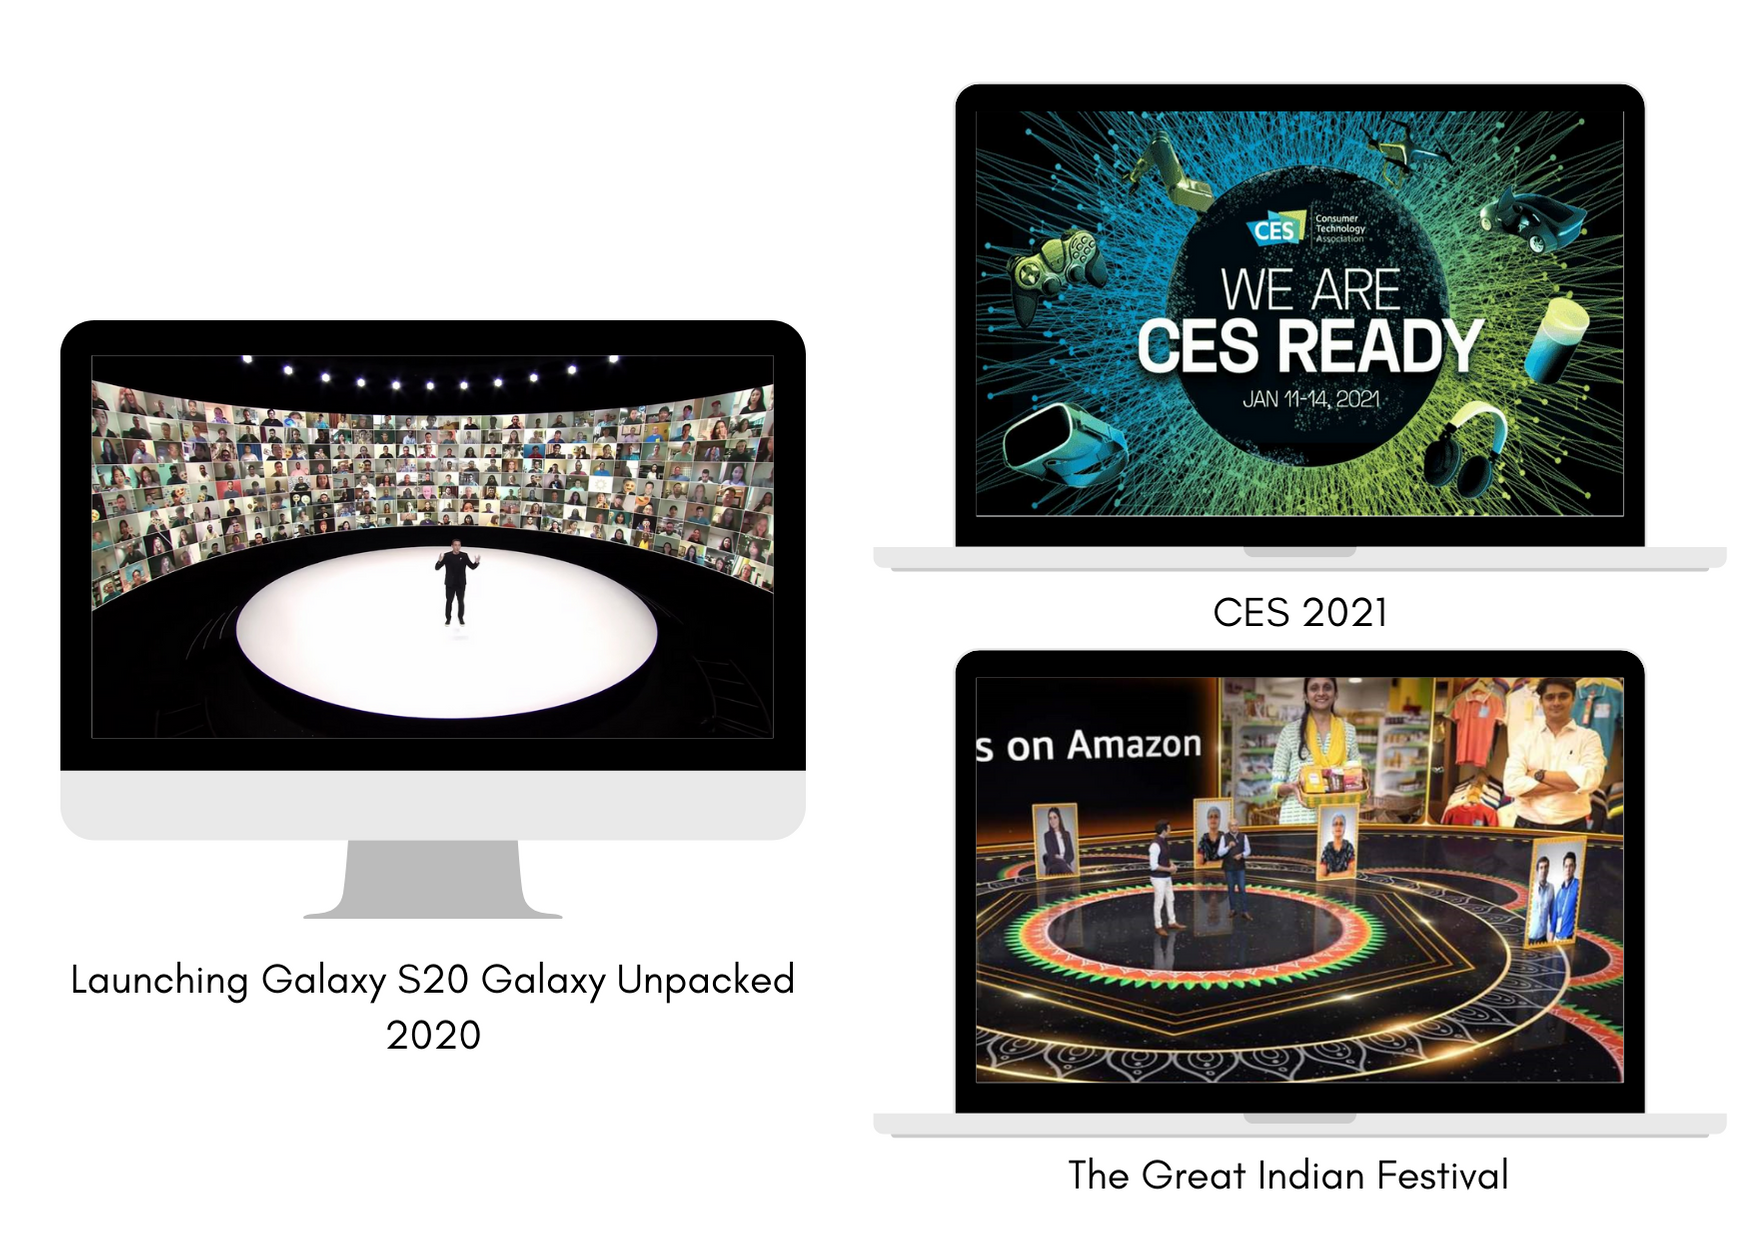 Launching Galaxy S20 Galaxy Unpacked
2020
CES
Consumer
Technology
Association
WE ARE
CES READY
JAN 11-14, 2021
CES 2021
s on Amazon
The Great Indian Festival